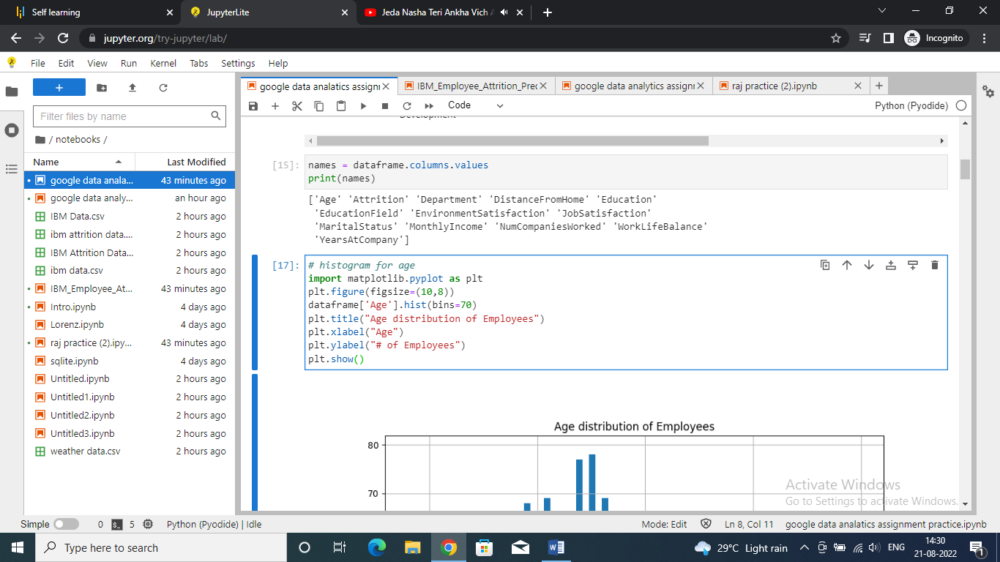 Self learning
JupyterLite
Jeda Nasha Teri Ankha Vich
jupyter.org/try-jupyter/lab/
Incognito
File Edit View Run Kernel Tabs Settings Help
Filter files by name
/ notebooks /
Name Last Modified
google data anala... 43 minutes ago
google data analy... an hour ago
IBM Data.csv 2 hours ago
ibm attrition data.... 2 hours ago
IBM Attrition Data... 2 hours ago
ibm data.csv 2 hours ago
IBM_Employee_At... 43 minutes ago
Intro.ipynb 4 days ago
Lorenz.ipynb 4 days ago
raj practice (2).ipy... 43 minutes ago
sqlite.ipynb 4 days ago
Untitled.ipynb 2 hours ago
Untitled1.ipynb 2 hours ago
Untitled2.ipynb 2 hours ago
Untitled3.ipynb 2 hours ago
weather data.csv 2 hours ago
google data analatics assignı
IBM_Employee_Attrition_Prec
google data analytics assignı
raj practice (2).ipynb
Code
Python (Pyodide)
Development
[15]: names = dataframe.columns.values
print(names)
['Age' 'Attrition' 'Department' 'DistanceFromHome' 'Education'
'EducationField' 'EnvironmentSatisfaction' 'JobSatisfaction'
'MaritalStatus' 'MonthlyIncome' 'NumCompaniesWorked' 'WorkLifeBalance'
'YearsAtCompany']
[17]: # histogram for age
import matplotlib.pyplot as plt
plt.figure(figsize=(10,8))
dataframe['Age'].hist(bins=70)
plt.title("Age distribution of Employees")
plt.xlabel("Age")
plt.ylabel("# of Employees")
plt.show()
Age distribution of Employees
80
70
Activate Windows
Go to Settings to activate Windows.
Simple 0 5 Python (Pyodide) | Idle
Mode: Edit Ln 8, Col 11 google data analatics assignment practice.ipynb
Type here to search
29°C Light rain
ENG
14:30
21-08-2022
1